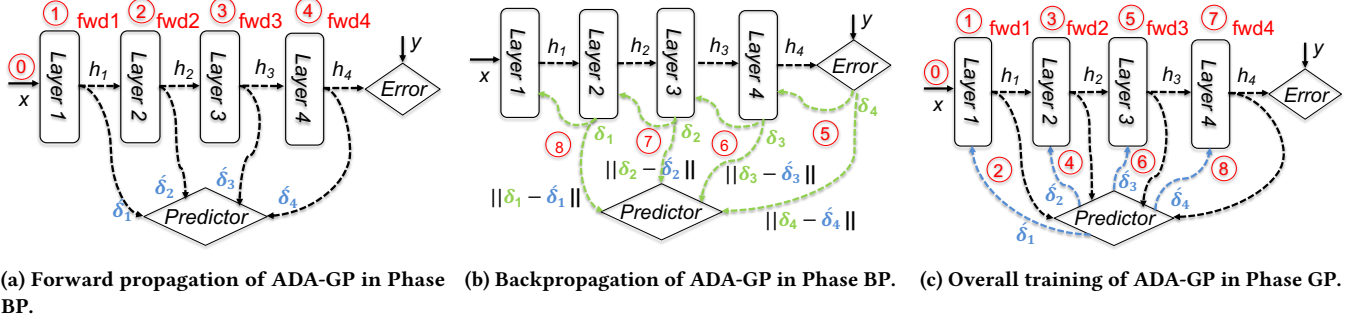 ① fwd1 ② fwd2 ③ fwd3 ④ fwd4
⓪
x
Layer 1
h₁
Layer 2
h₂
Layer 3
h₃
Layer 4
h₄
y
Error
δ́₁
δ́₂
δ́₃
δ́₄
Predictor
(a) Forward propagation of ADA-GP in Phase
BP.
x
Layer 1
h₁
Layer 2
h₂
Layer 3
h₃
Layer 4
h₄
y
Error
δ₁
δ₂
δ₃
δ₄
⑧
⑦
⑥
⑤
||δ₁ − δ́₁||
||δ₂ − δ́₂||
||δ₃ − δ́₃||
||δ₄ − δ́₄||
Predictor
(b) Backpropagation of ADA-GP in Phase BP.
① fwd1 ③ fwd2 ⑤ fwd3 ⑦ fwd4
⓪
x
Layer 1
h₁
Layer 2
h₂
Layer 3
h₃
Layer 4
h₄
y
Error
②
④
⑥
⑧
δ́₁
δ́₂
δ́₃
δ́₄
Predictor
(c) Overall training of ADA-GP in Phase GP.